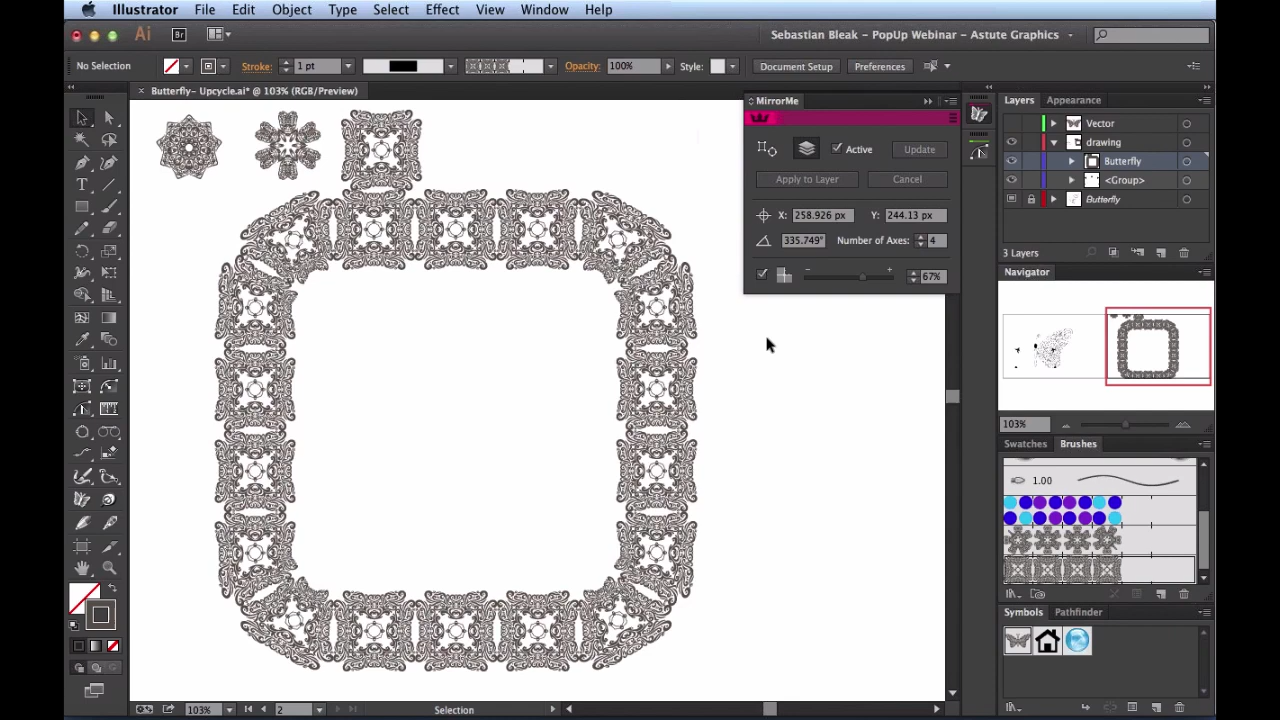 Illustrator File Edit Object Type Select Effect View Window Help
Ai Br Sebastian Bleak – PopUp Webinar – Astute Graphics
No Selection Stroke: 1 pt Opacity: 100% Style: Document Setup Preferences
× Butterfly- Upcycle.ai* @ 103% (RGB/Preview)
MirrorMe
Active Update
Apply to Layer Cancel
X: 258.926 px Y: 244.13 px
335.749° Number of Axes: 4
67%
Layers Appearance
Vector
drawing
Butterfly
<Group>
Butterfly
3 Layers
Navigator
103%
Swatches Brushes
1.00
Symbols Pathfinder
103% 2 Selection